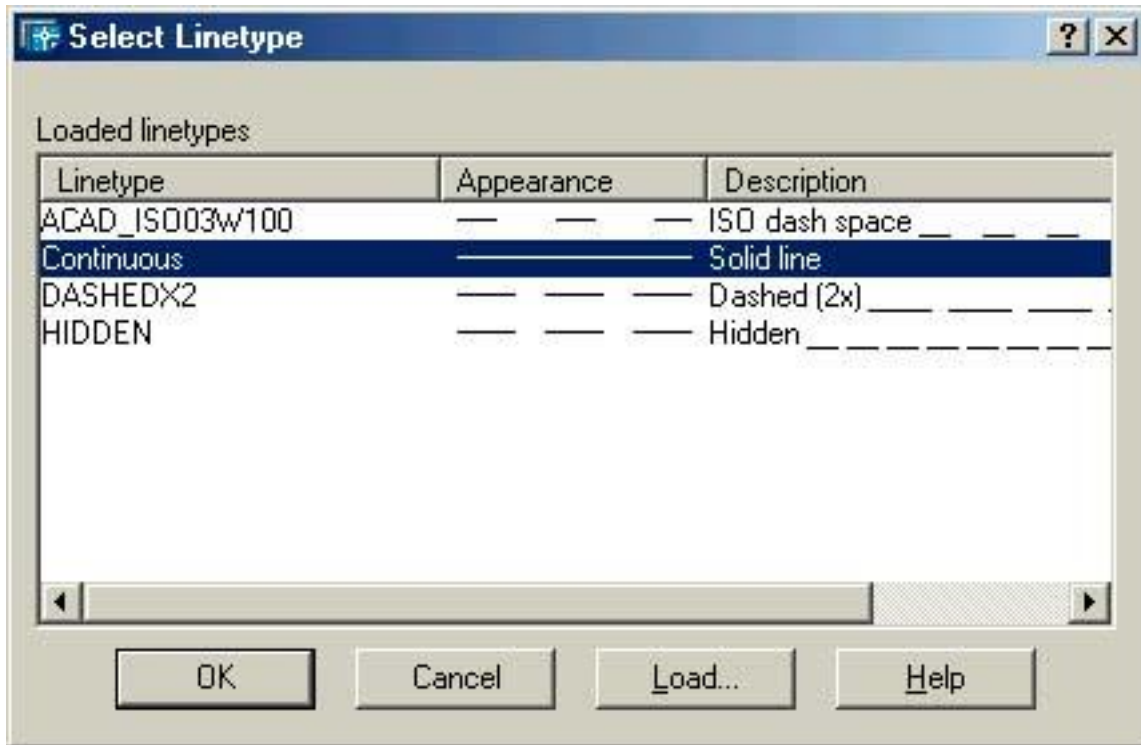 Select Linetype
Loaded linetypes
Linetype Appearance Description
ACAD_ISO03W100 ISO dash space
Continuous Solid line
DASHEDX2 Dashed (2x)
HIDDEN Hidden
OK Cancel Load... Help